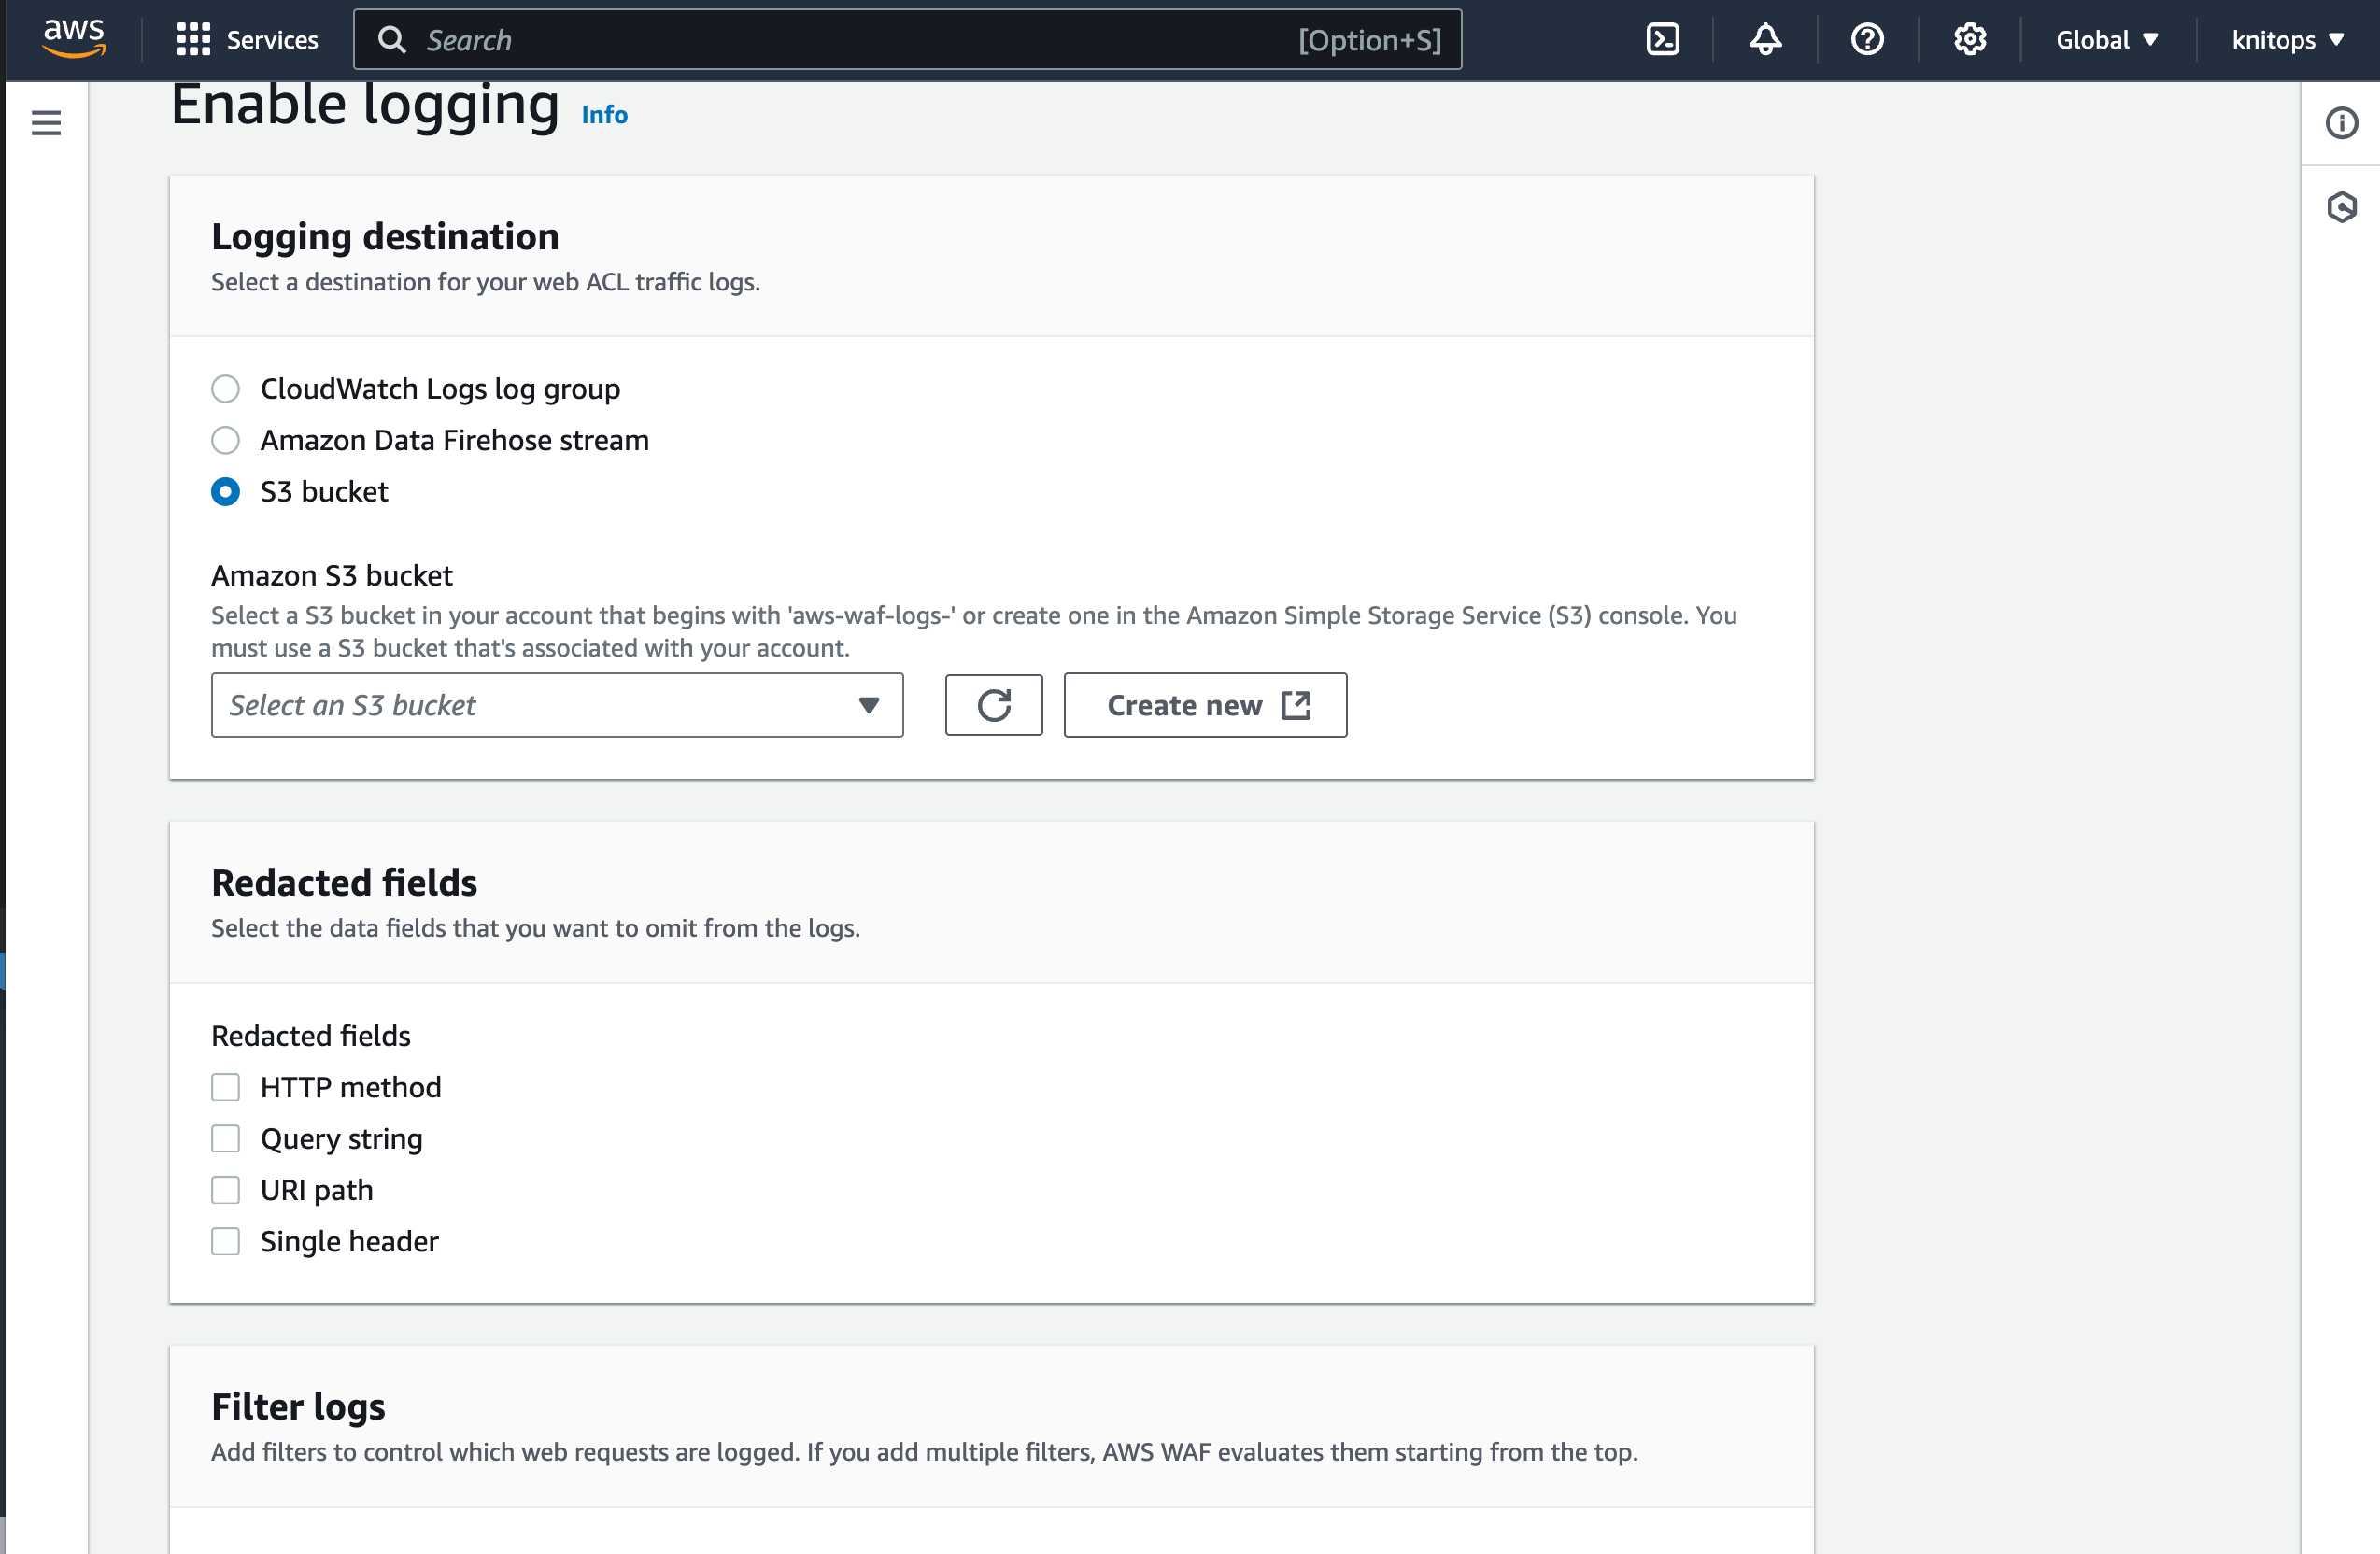 aws
Services
Search
[Option+S]
Global
knitops
Enable logging
Info
Logging destination
Select a destination for your web ACL traffic logs.
CloudWatch Logs log group
Amazon Data Firehose stream
S3 bucket
Amazon S3 bucket
Select a S3 bucket in your account that begins with 'aws-waf-logs-' or create one in the Amazon Simple Storage Service (S3) console. You
must use a S3 bucket that's associated with your account.
Select an S3 bucket
Create new
Redacted fields
Select the data fields that you want to omit from the logs.
Redacted fields
HTTP method
Query string
URI path
Single header
Filter logs
Add filters to control which web requests are logged. If you add multiple filters, AWS WAF evaluates them starting from the top.